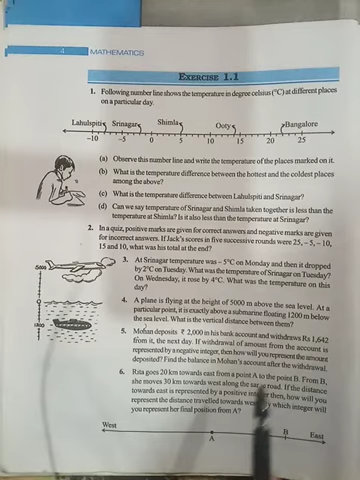 4 MATHEMATICS
EXERCISE 1.1
1. Following number line shows the temperature in degree celsius (°C) at different places
on a particular day.
Lahulspiti Srinagar Shimla Ooty Bangalore
–10 –5 0 5 10 15 20 25
(a) Observe this number line and write the temperature of the places marked on it.
(b) What is the temperature difference between the hottest and the coldest places
among the above?
(c) What is the temperature difference between Lahulspiti and Srinagar?
(d) Can we say temperature of Srinagar and Shimla taken together is less than the
temperature at Shimla? Is it also less than the temperature at Srinagar?
2. In a quiz, positive marks are given for correct answers and negative marks are given
for incorrect answers. If Jack's scores in five successive rounds were 25, – 5, – 10,
15 and 10, what was his total at the end?
3. At Srinagar temperature was – 5°C on Monday and then it dropped
by 2°C on Tuesday. What was the temperature of Srinagar on Tuesday?
On Wednesday, it rose by 4°C. What was the temperature on this
day?
5000
0
1200
4. A plane is flying at the height of 5000 m above the sea level. At a
particular point, it is exactly above a submarine floating 1200 m below
the sea level. What is the vertical distance between them?
5. Mohan deposits ₹ 2,000 in his bank account and withdraws Rs 1,642
from it, the next day. If withdrawal of amount from the account is
represented by a negative integer, then how will you represent the amount
deposited? Find the balance in Mohan's account after the withdrawal.
6. Rita goes 20 km towards east from a point A to the point B. From B,
she moves 30 km towards west along the road. If the distance
towards east is represented by a positive then, how will you
represent the distance travelled towards which integer will
you represent her final position from A?
West
A B East